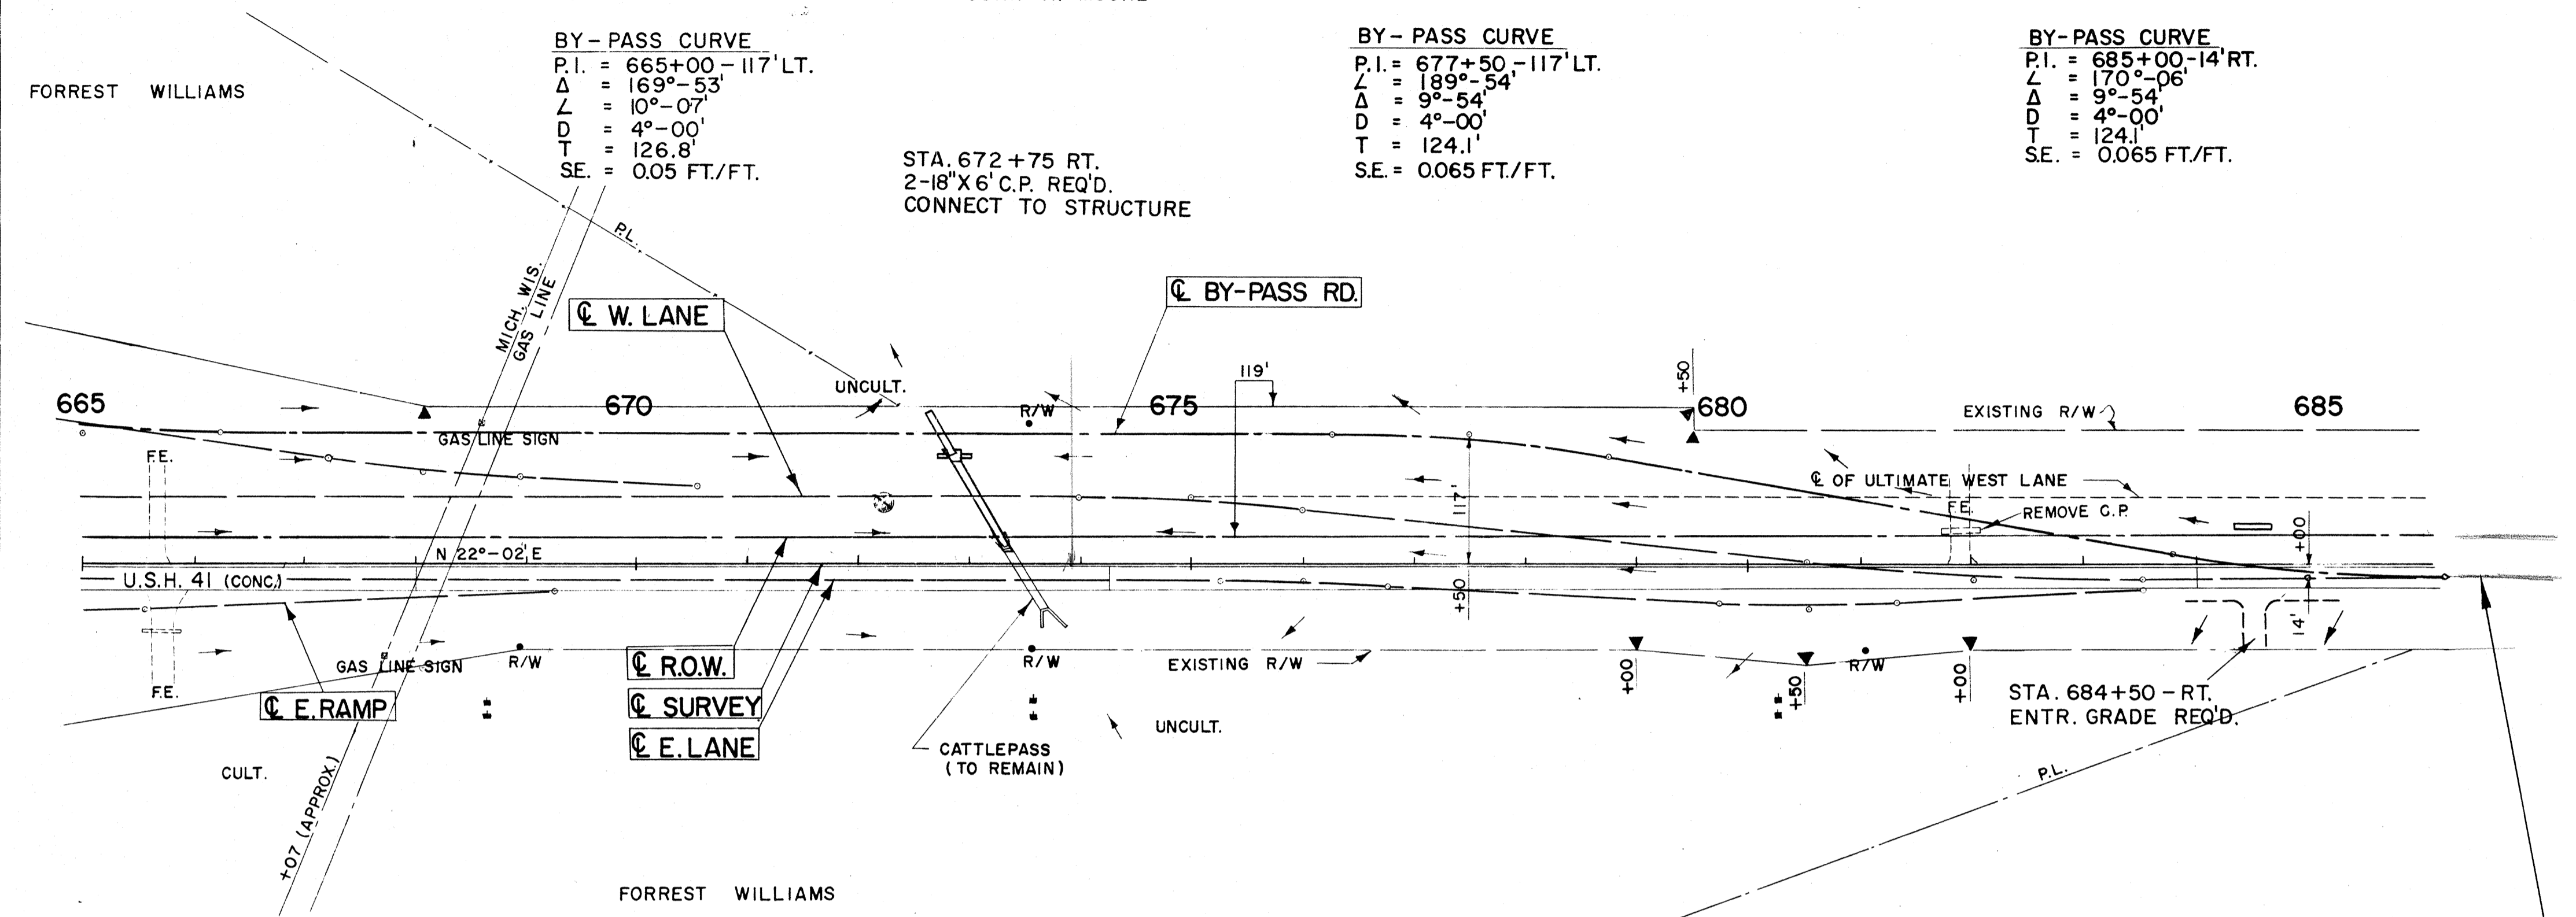 FORREST WILLIAMS
BY-PASS CURVE
P.I. = 665+00-117' LT.
Δ = 169°-53'
∠ = 10°-07'
D = 4°-00'
T = 126.8'
S.E. = 0.05 FT./FT.
STA. 672+75 RT.
2-18"X6' C.P. REQ'D.
CONNECT TO STRUCTURE
BY-PASS CURVE
P.I. = 677+50-117' LT.
∠ = 189°-54'
Δ = 9°-54'
D = 4°-00'
T = 124.1'
S.E. = 0.065 FT./FT.
BY-PASS CURVE
P.I. = 685+00-14' RT.
∠ = 170°-06'
Δ = 9°-54'
D = 4°-00'
T = 124.1'
S.E. = 0.065 FT./FT.
P.L.
MICH. WIS.
GAS LINE
℄ W. LANE
℄ BY-PASS RD.
UNCULT.
119'
+50
665
670
R/W
675
680
EXISTING R/W
685
GAS LINE SIGN
F.E.
℄ OF ULTIMATE WEST LANE
117'
F.E.
REMOVE C.P.
+00
N 22°-02' E
U.S.H. 41 (CONC.)
+50
14'
GAS LINE SIGN
R/W
℄ R.O.W.
R/W
EXISTING R/W
+00
+50
R/W
+00
F.E.
℄ E. RAMP
℄ SURVEY
℄ E. LANE
STA. 684+50-RT.
ENTR. GRADE REQ'D.
UNCULT.
CATTLEPASS
(TO REMAIN)
CULT.
P.L.
+07 (APPROX.)
FORREST WILLIAMS